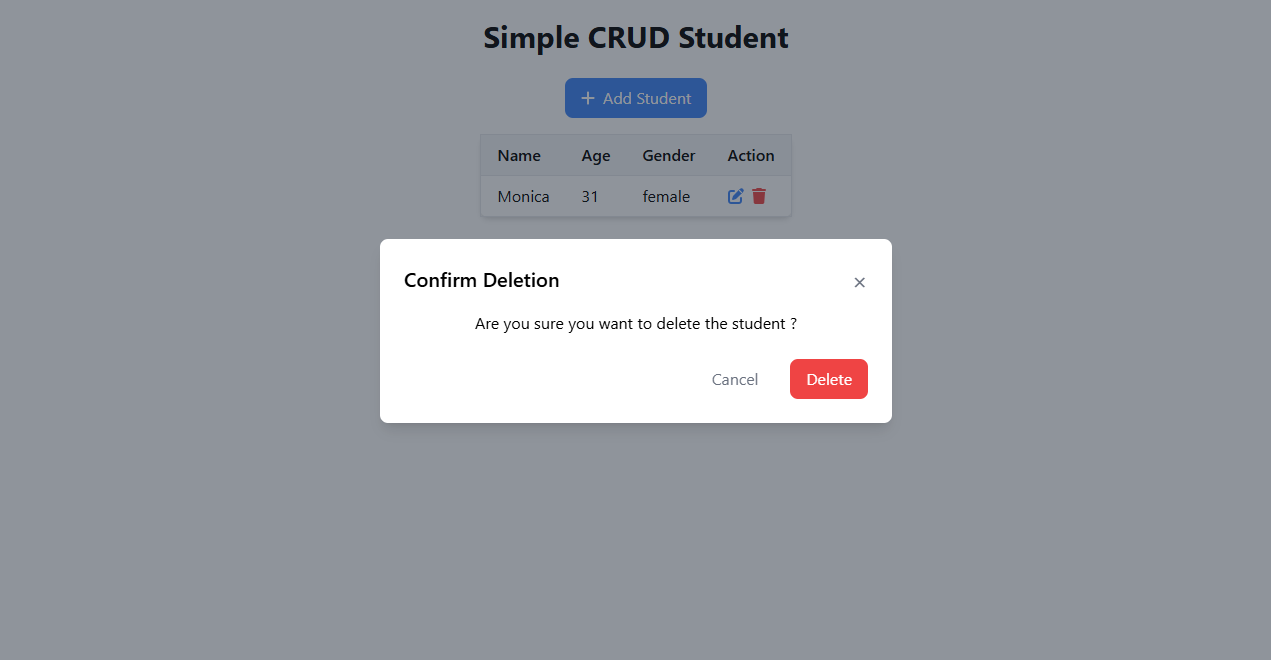 Simple CRUD Student
Add Student
Name Age Gender Action
Monica 31 female
Confirm Deletion
Are you sure you want to delete the student ?
Cancel Delete